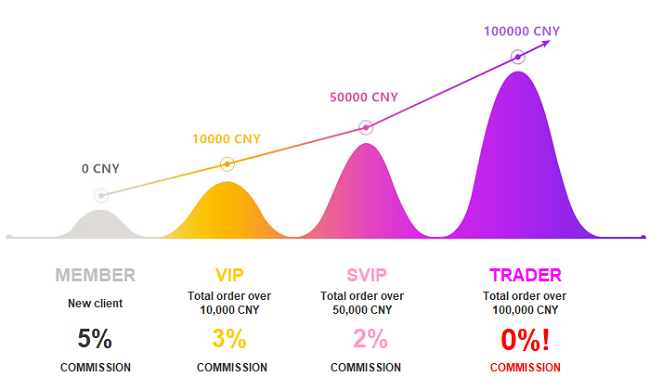 100000 CNY
50000 CNY
10000 CNY
0 CNY
MEMBER
New client
5%
COMMISSION
VIP
Total order over
10,000 CNY
3%
COMMISSION
SVIP
Total order over
50,000 CNY
2%
COMMISSION
TRADER
Total order over
100,000 CNY
0%!
COMMISSION